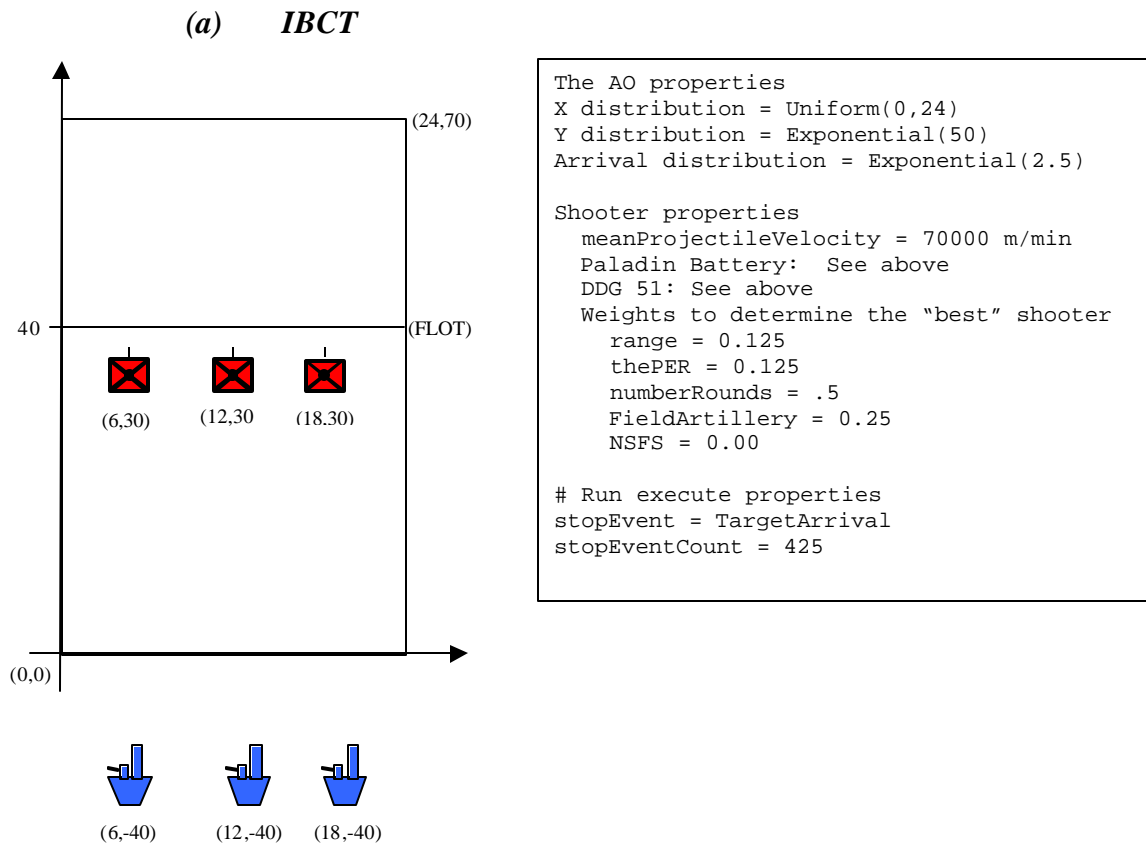 (a) IBCT
(24,70)
40
(FLOT)
(6,30)
(12,30
(18,30)
(0,0)
(6,-40)
(12,-40)
(18,-40)
The AO properties
X distribution = Uniform(0,24)
Y distribution = Exponential(50)
Arrival distribution = Exponential(2.5)
Shooter properties
meanProjectileVelocity = 70000 m/min
Paladin Battery: See above
DDG 51: See above
Weights to determine the “best” shooter
range = 0.125
thePER = 0.125
numberRounds = .5
FieldArtillery = 0.25
NSFS = 0.00
# Run execute properties
stopEvent = TargetArrival
stopEventCount = 425